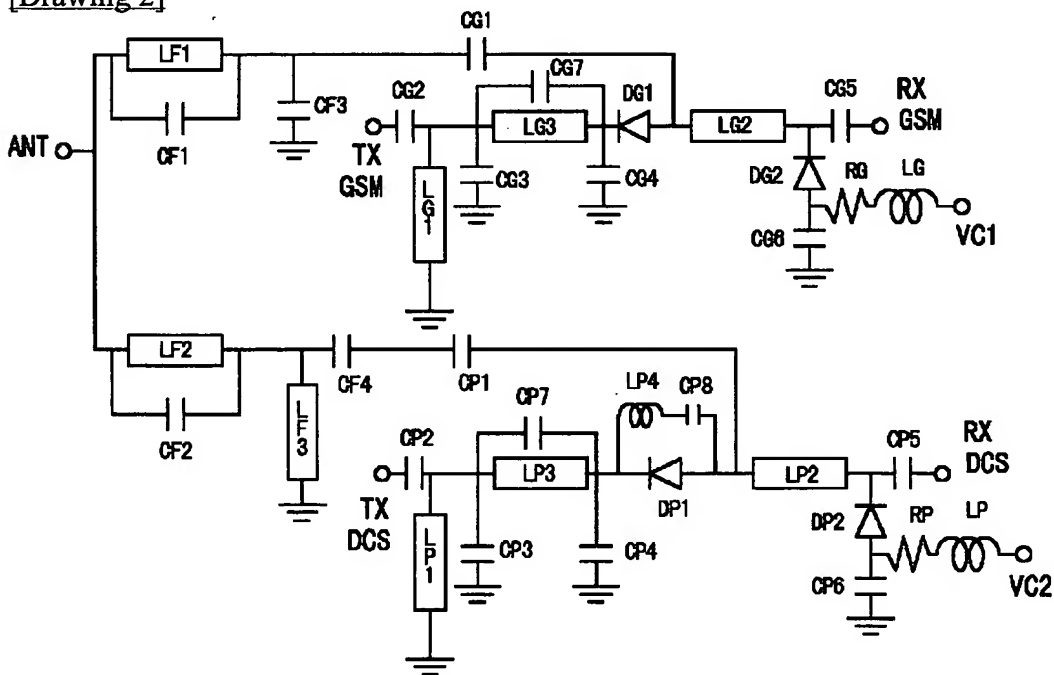 [Drawing 2]
CG1
LF1
CG7
CG2
DG1
CG5
RX
GSM
CF3
LG3
LG2
ANT
CF1
TX
GSM
CG3
CG4
DG2
RG
LG
LG1
CG6
VC1
LF2
CF4
CP1
LP4
CP8
CP7
CF2
LF3
CP2
CP5
RX
DCS
LP3
LP2
TX
DCS
DP1
DP2
RP
LP
LP1
CP3
CP4
CP6
VC2